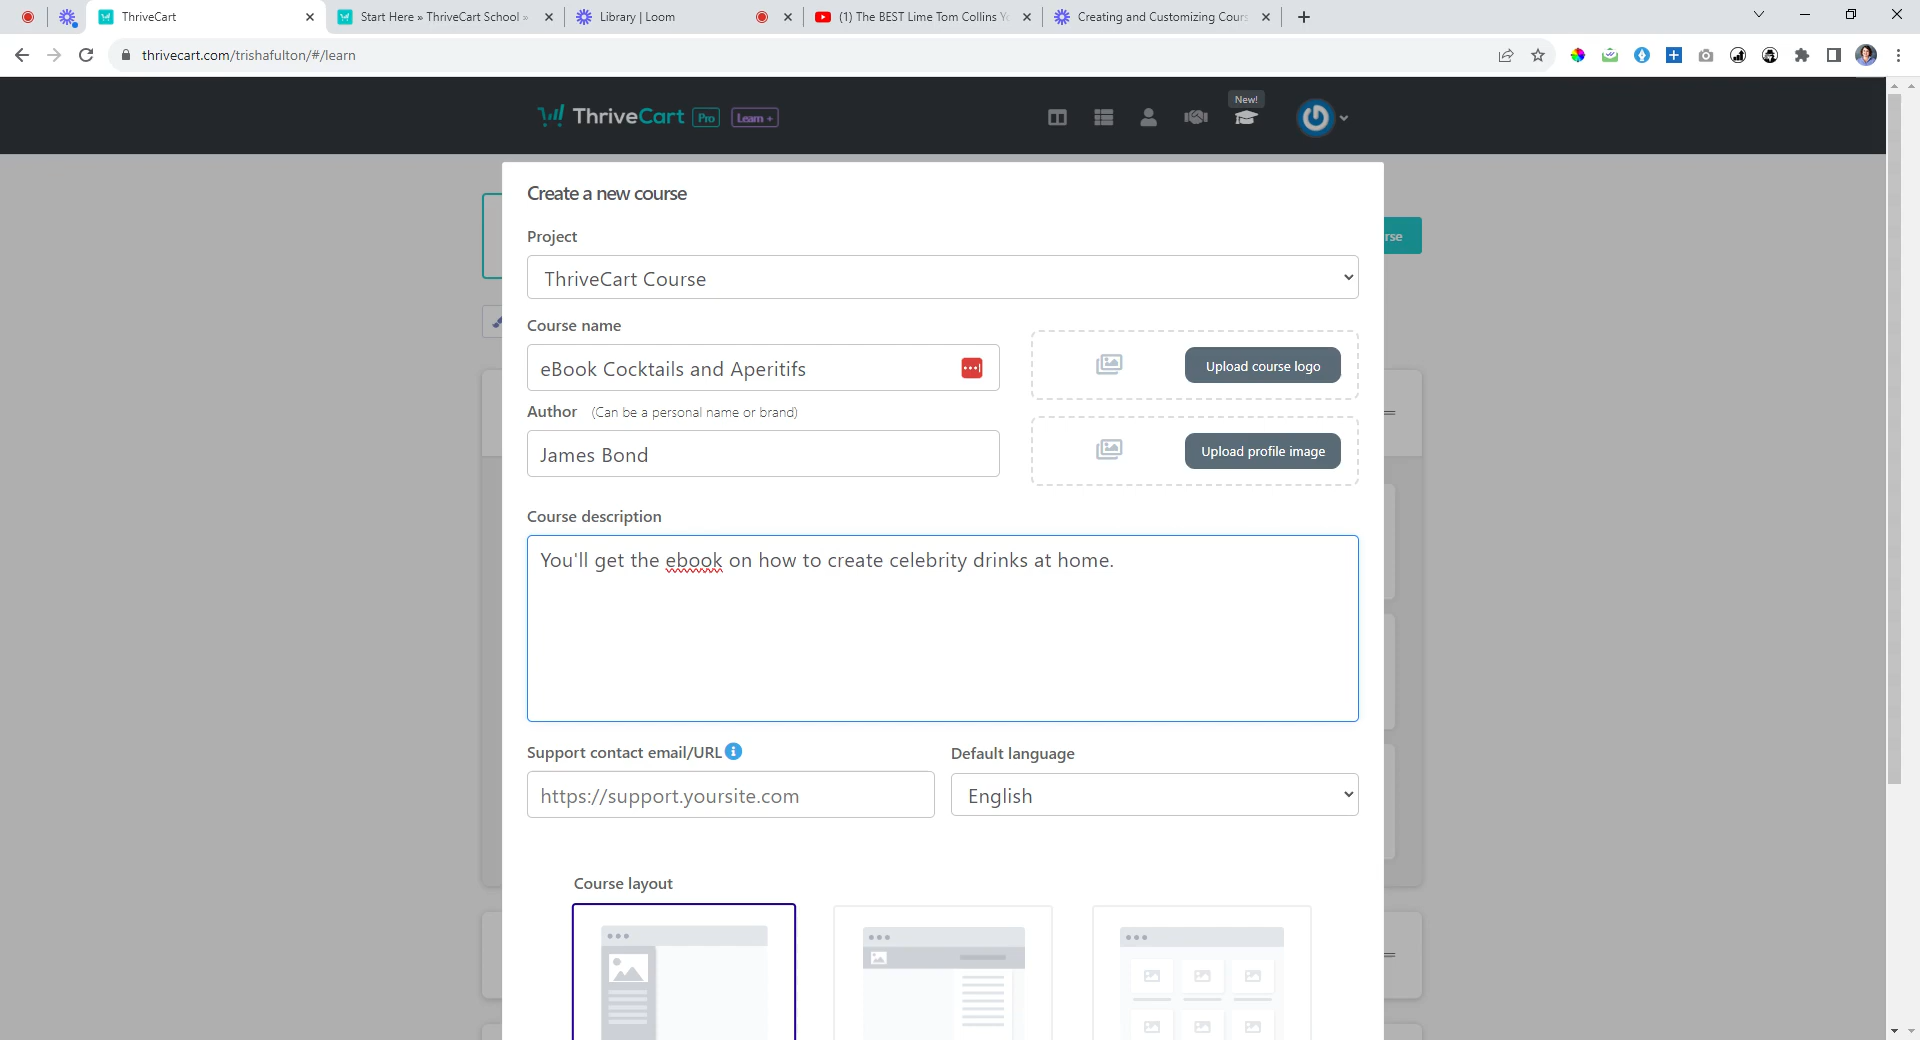 ThriveCart
Start Here » ThriveCart School »
Library | Loom
(1) The BEST Lime Tom Collins Yo
Creating and Customizing Cours
thrivecart.com/trishafulton/#/learn
ThriveCart Pro Learn +
New!
Create a new course
Project
ThriveCart Course
rse
Course name
eBook Cocktails and Aperitifs
Upload course logo
Author (Can be a personal name or brand)
James Bond
Upload profile image
Course description
You'll get the ebook on how to create celebrity drinks at home.
Support contact email/URL
Default language
https://support.yoursite.com
English
Course layout